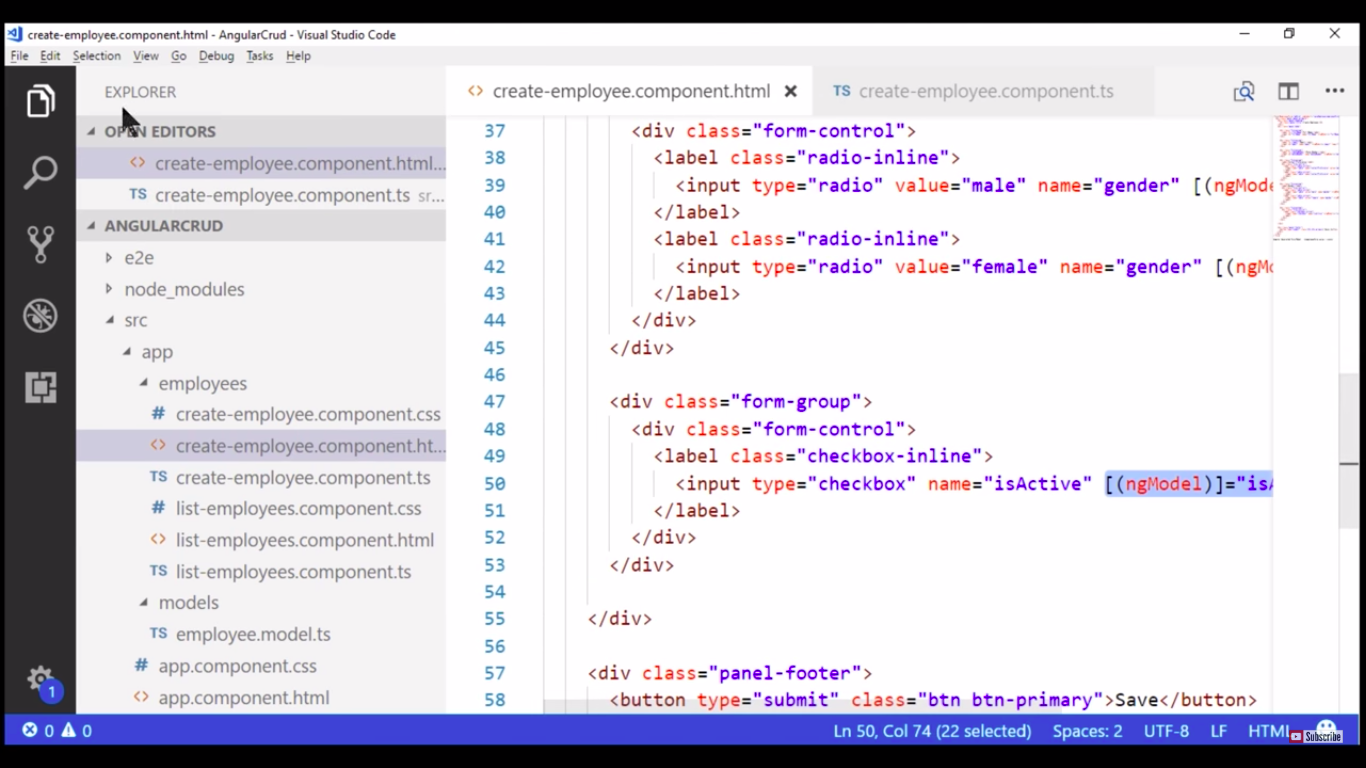 create-employee.component.html - AngularCrud - Visual Studio Code
File Edit Selection View Go Debug Tasks Help
EXPLORER
OPEN EDITORS
create-employee.component.html...
create-employee.component.ts sr...
ANGULARCRUD
e2e
node_modules
src
app
employees
create-employee.component.css
create-employee.component.ht...
create-employee.component.ts
list-employees.component.css
list-employees.component.html
list-employees.component.ts
models
employee.model.ts
app.component.css
app.component.html
1
create-employee.component.html
create-employee.component.ts
37 <div class="form-control">
38 <label class="radio-inline">
39 <input type="radio" value="male" name="gender" [(ngMode
40 </label>
41 <label class="radio-inline">
42 <input type="radio" value="female" name="gender" [(ngMo
43 </label>
44 </div>
45 </div>
46
47 <div class="form-group">
48 <div class="form-control">
49 <label class="checkbox-inline">
50 <input type="checkbox" name="isActive" [(ngModel)]="isA
51 </label>
52 </div>
53 </div>
54
55 </div>
56
57 <div class="panel-footer">
58 <button type="submit" class="btn btn-primary">Save</button>
0 0 Ln 50, Col 74 (22 selected) Spaces: 2 UTF-8 LF HTML
Subscribe